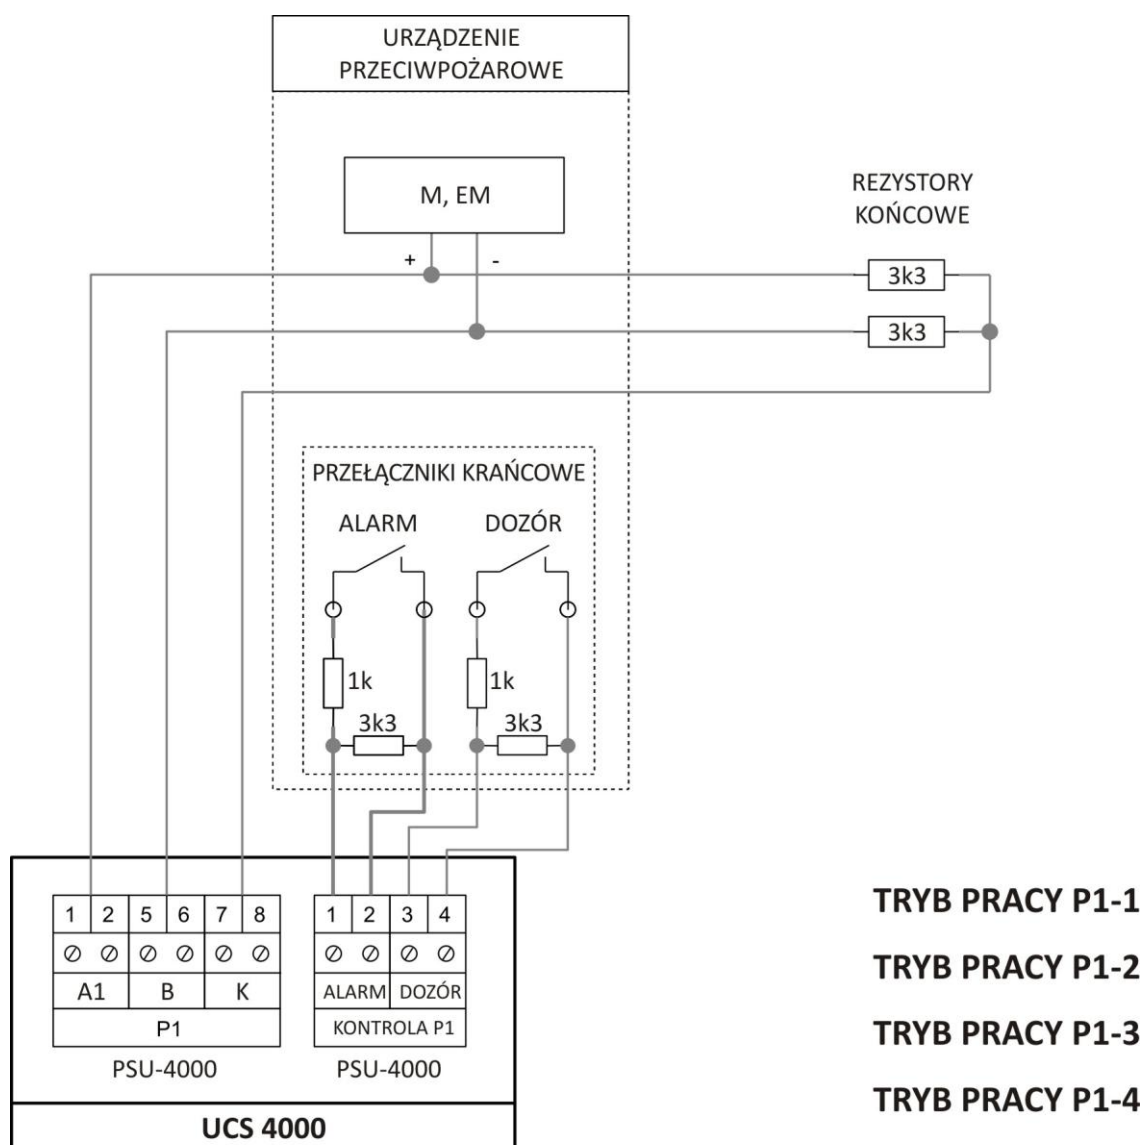 URZĄDZENIE
PRZECIWPOŻAROWE
M, EM
+ -
REZYSTORY
KOŃCOWE
3k3
3k3
PRZEŁĄCZNIKI KRAŃCOWE
ALARM DOZÓR
1k 1k
3k3 3k3
1 2 5 6 7 8 1 2 3 4
A1 B K ALARM DOZÓR
P1 KONTROLA P1
PSU-4000 PSU-4000
UCS 4000
TRYB PRACY P1-1
TRYB PRACY P1-2
TRYB PRACY P1-3
TRYB PRACY P1-4